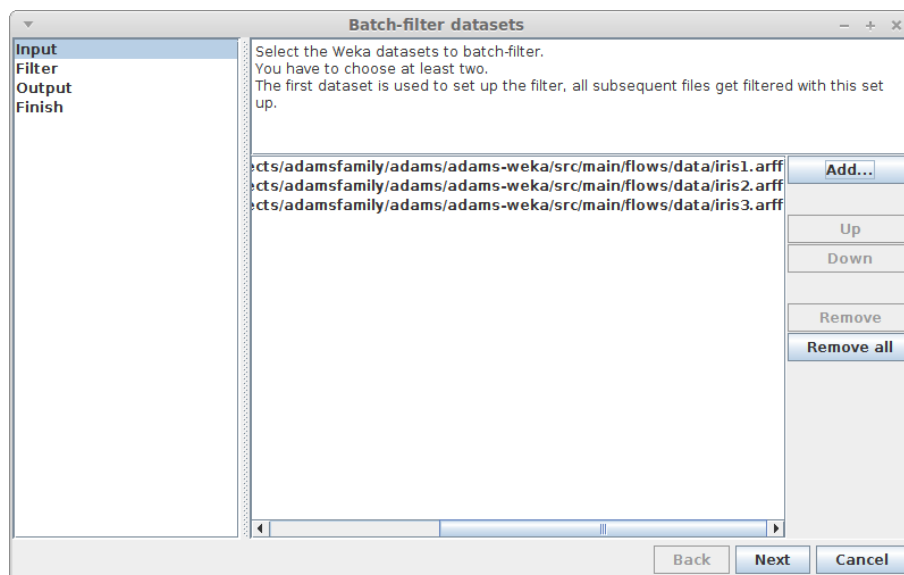 Batch-filter datasets
Input
Filter
Output
Finish
Select the Weka datasets to batch-filter.
You have to choose at least two.
The first dataset is used to set up the filter, all subsequent files get filtered with this set
up.
ects/adamsfamily/adams/adams-weka/src/main/flows/data/iris1.arff
ects/adamsfamily/adams/adams-weka/src/main/flows/data/iris2.arff
ects/adamsfamily/adams/adams-weka/src/main/flows/data/iris3.arff
Add...
Up
Down
Remove
Remove all
Back
Next
Cancel